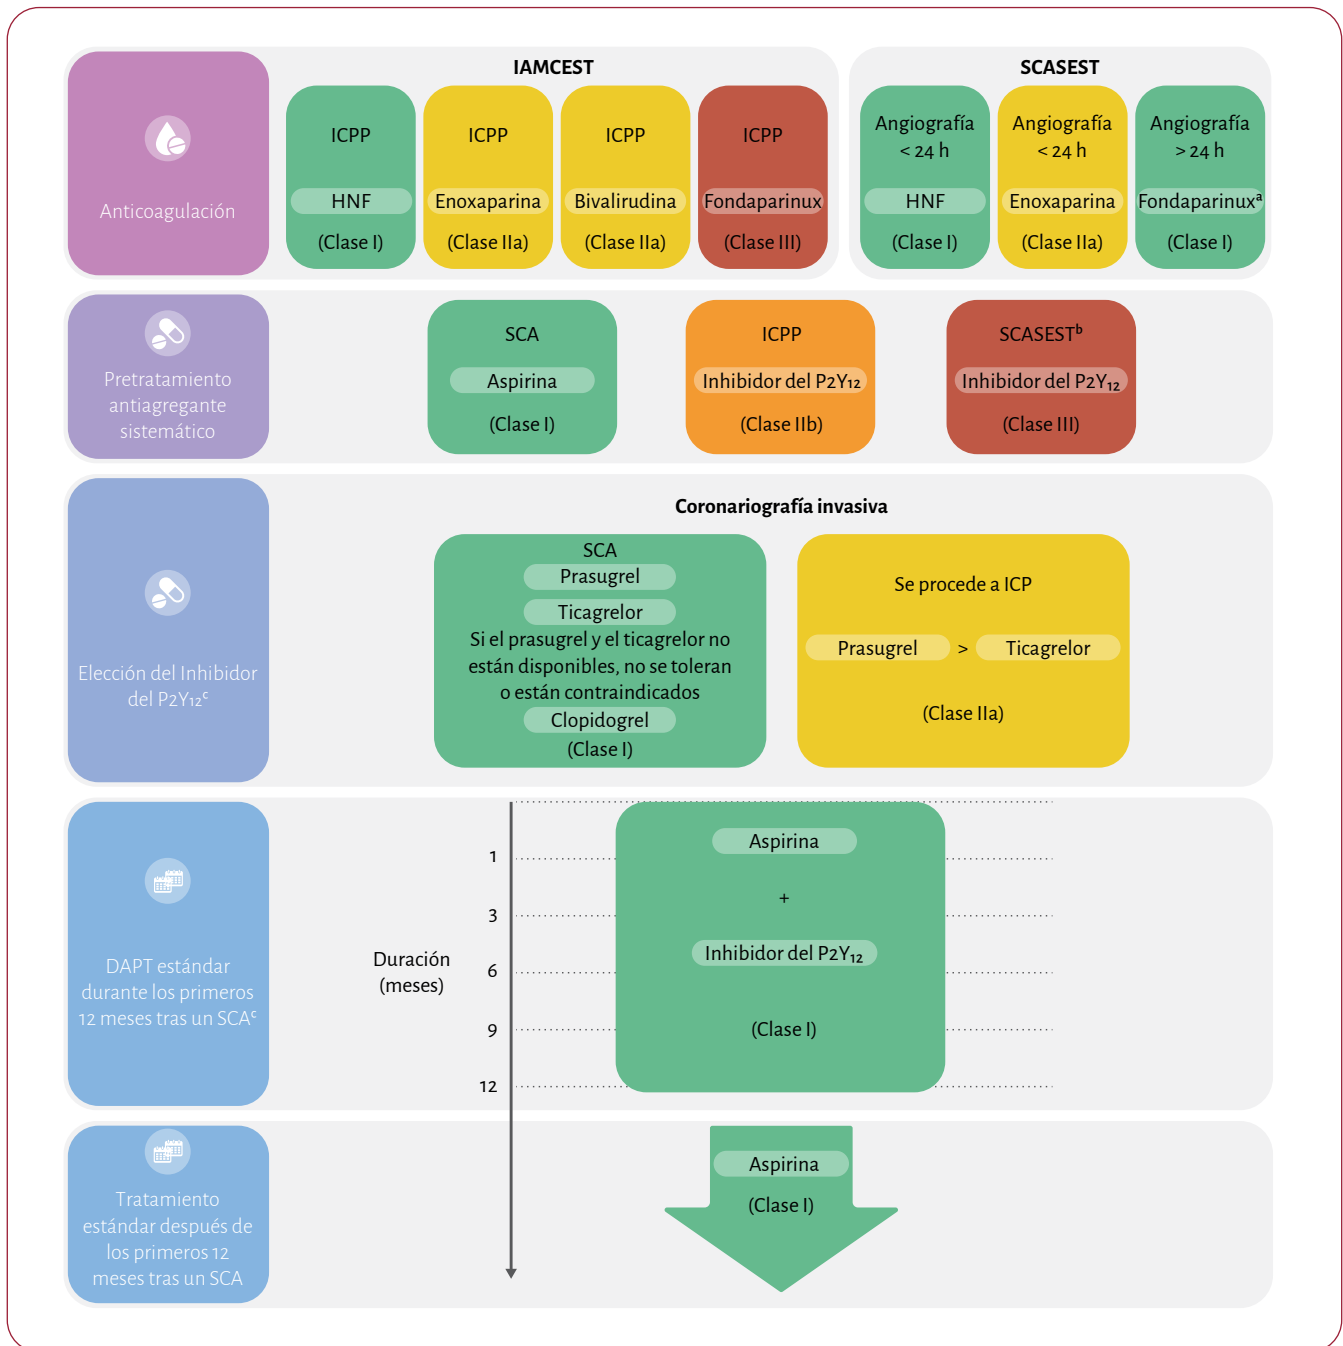 IAMCEST
SCASEST
Anticoagulación
ICPP
HNF
(Clase I)
ICPP
Enoxaparina
(Clase IIa)
ICPP
Bivalirudina
(Clase IIa)
ICPP
Fondaparinux
(Clase III)
Angiografía
< 24 h
HNF
(Clase I)
Angiografía
< 24 h
Enoxaparina
(Clase IIa)
Angiografía
> 24 h
Fondaparinuxᵃ
(Clase I)
Pretratamiento
antiagregante
sistemático
SCA
Aspirina
(Clase I)
ICPP
Inhibidor del P2Y₁₂
(Clase IIb)
SCASESTᵇ
Inhibidor del P2Y₁₂
(Clase III)
Elección del Inhibidor
del P2Y₁₂ᶜ
Coronariografía invasiva
SCA
Prasugrel
Ticagrelor
Si el prasugrel y el ticagrelor no
están disponibles, no se toleran
o están contraindicados
Clopidogrel
(Clase I)
Se procede a ICP
Prasugrel > Ticagrelor
(Clase IIa)
DAPT estándar
durante los primeros
12 meses tras un SCAᶜ
Duración
(meses)
1
3
6
9
12
Aspirina
+
Inhibidor del P2Y₁₂
(Clase I)
Tratamiento
estándar después de
los primeros 12
meses tras un SCA
Aspirina
(Clase I)